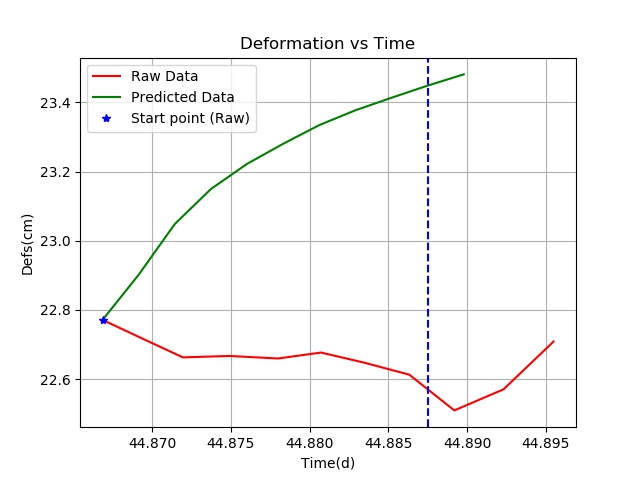 Deformation vs Time
Raw Data
Predicted Data
Start point (Raw)
23.4
23.2
23.0
22.8
22.6
Defs(cm)
44.870 44.875 44.880 44.885 44.890 44.895
Time(d)